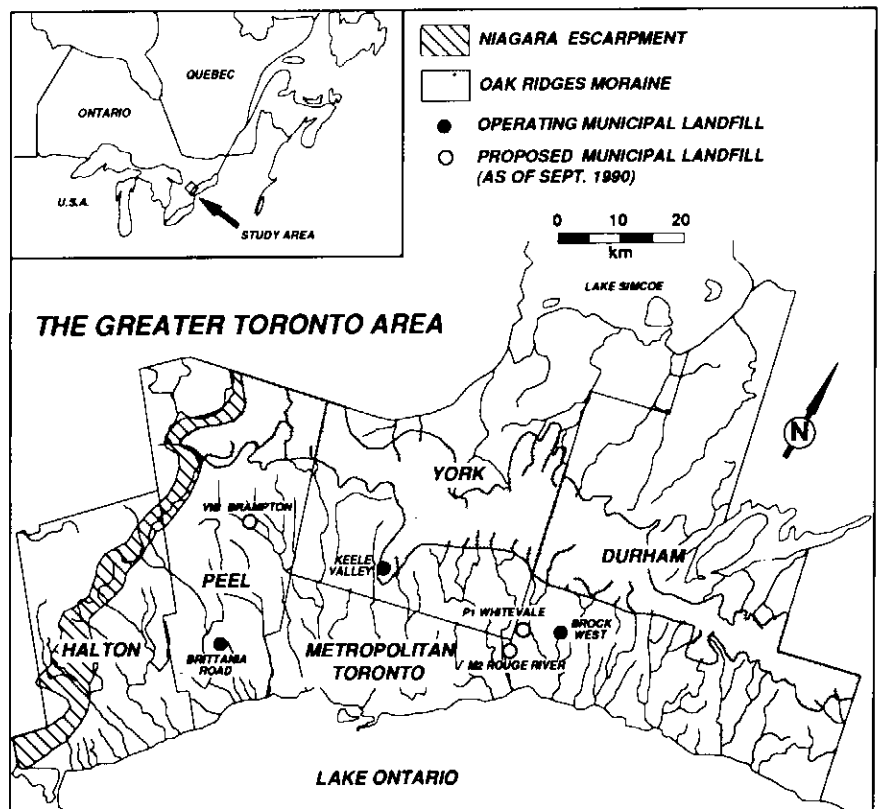 QUEBEC
ONTARIO
U.S.A.
STUDY AREA
NIAGARA ESCARPMENT
OAK RIDGES MORAINE
OPERATING MUNICIPAL LANDFILL
PROPOSED MUNICIPAL LANDFILL
(AS OF SEPT. 1990)
0 10 20
km
LAKE SIMCOE
THE GREATER TORONTO AREA
N
YORK
BRAMPTON
KEELE
VALLEY
DURHAM
PEEL
P1 WHITEVALE
BROCK
WEST
HALTON
BRITTANIA
ROAD
METROPOLITAN
TORONTO
M2 ROUGE RIVER
LAKE ONTARIO